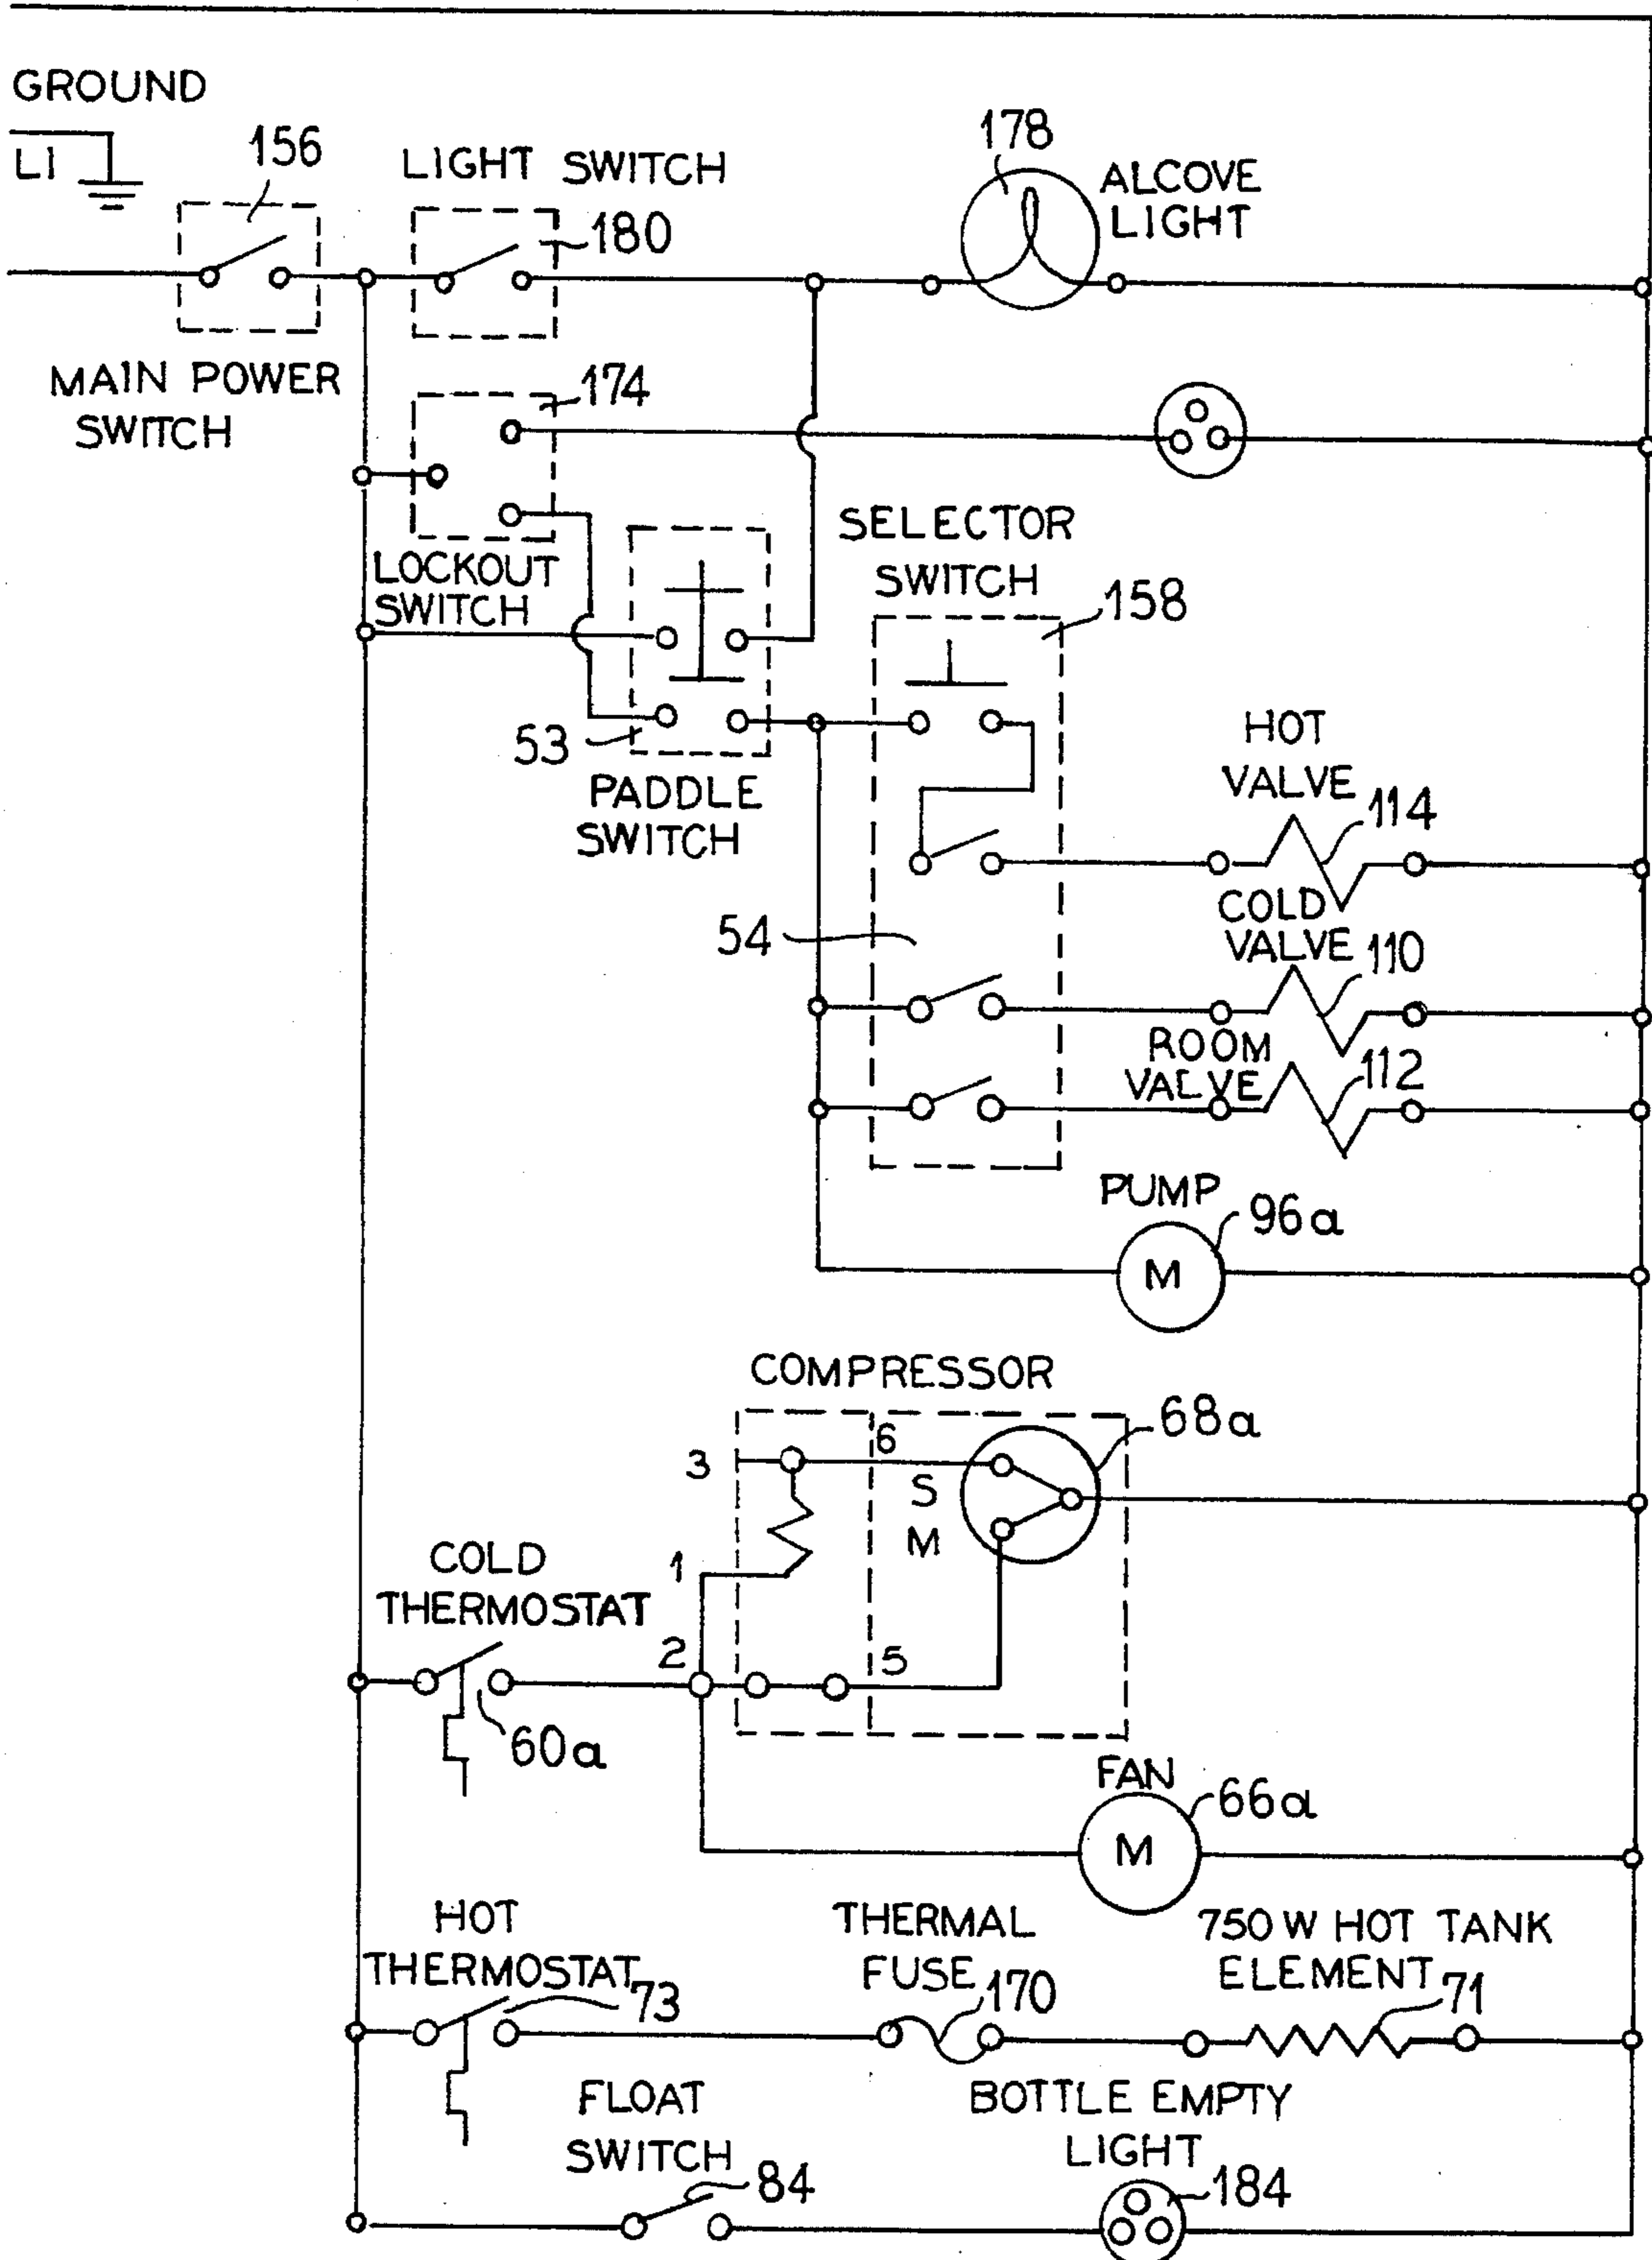 GROUND
L1
156
LIGHT SWITCH
180
178
ALCOVE
LIGHT
MAIN POWER
SWITCH
174
LOCKOUT
SWITCH
53
PADDLE
SWITCH
SELECTOR
SWITCH
158
54
HOT
VALVE
114
COLD
VALVE
110
ROOM
VALVE
112
PUMP
96a
M
COMPRESSOR
68a
3
6
S
M
1
COLD
THERMOSTAT
2
5
60a
FAN
66a
M
HOT
THERMOSTAT
73
THERMAL
FUSE
170
750 W HOT TANK
ELEMENT
71
FLOAT
SWITCH
84
BOTTLE EMPTY
LIGHT
184